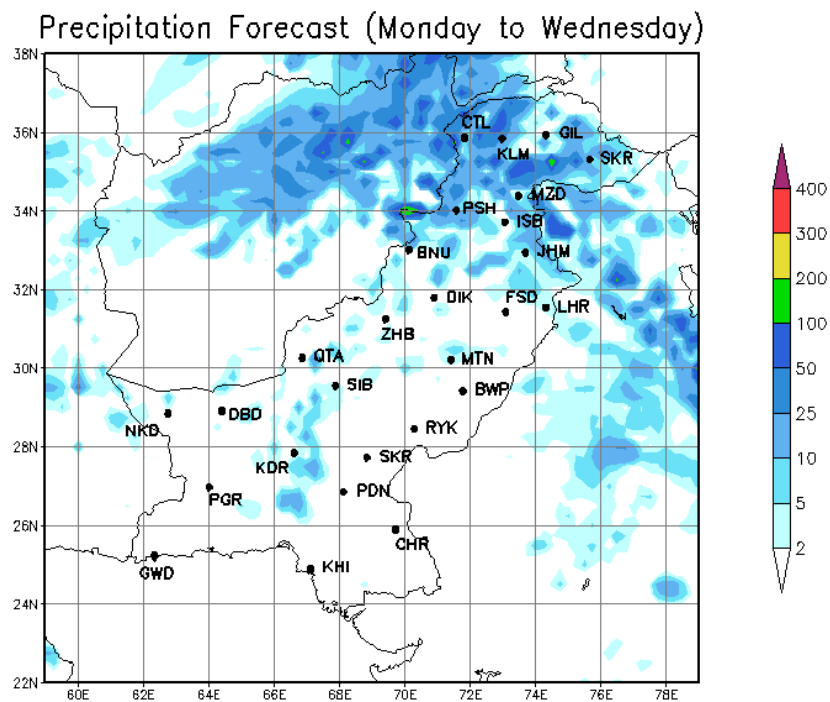 Precipitation Forecast (Monday to Wednesday)
38N
36N
34N
32N
30N
28N
26N
24N
22N
CTL
GIL
KLM
SKR
MZD
PSH
ISB
BNU
JHM
DIK
FSD
LHR
ZHB
QTA
MTN
SIB
BWP
NKD
DBD
RYK
KDR
SKR
PGR
PDN
CHR
GWD
KHI
60E 62E 64E 66E 68E 70E 72E 74E 76E 78E
400
300
200
100
50
25
10
5
2